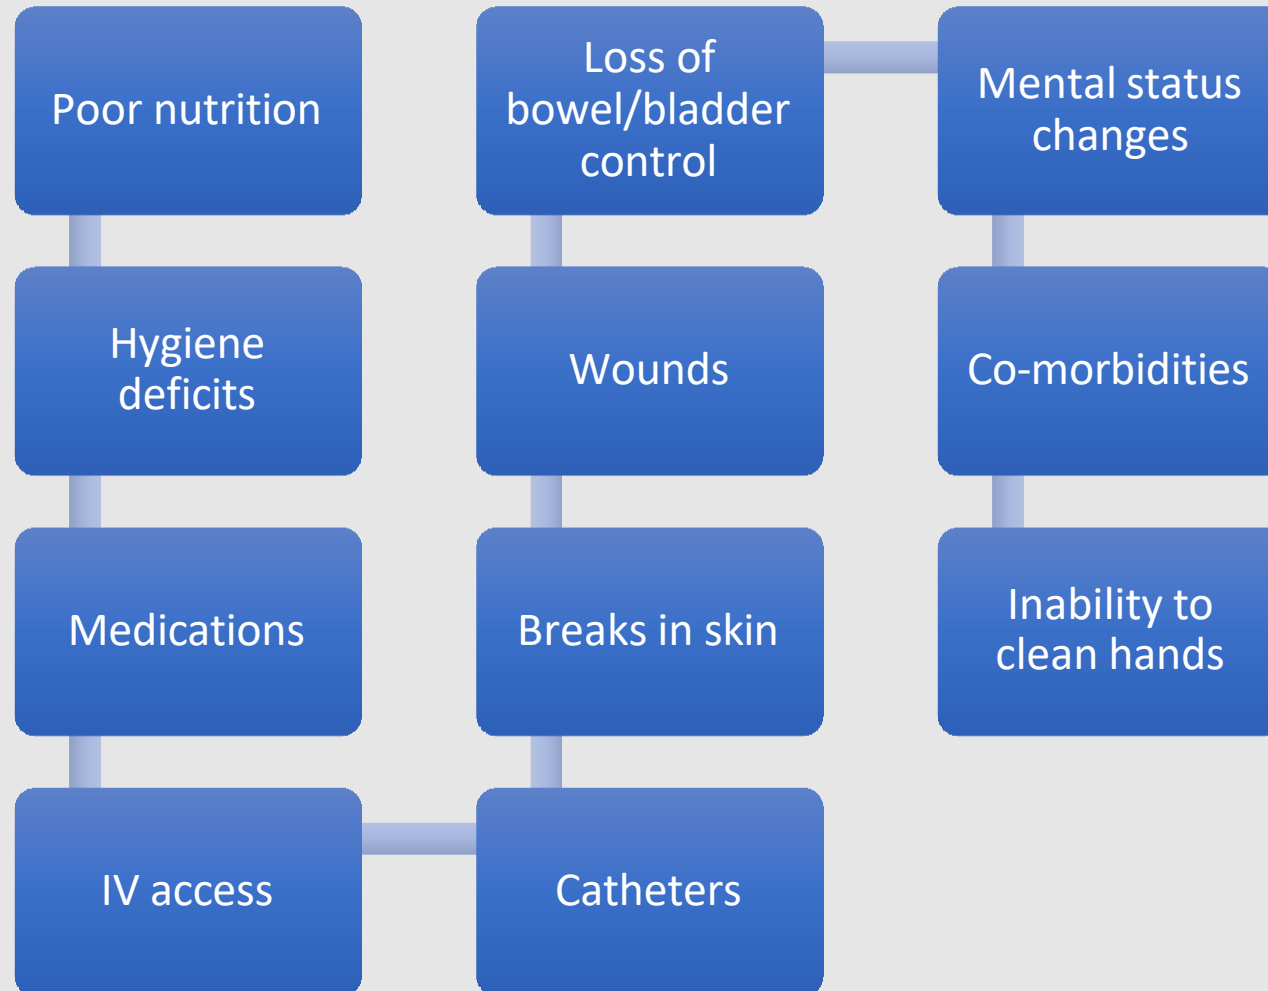 Poor nutrition
Hygiene
deficits
Medications
IV access
Catheters
Breaks in skin
Wounds
Loss of
bowel/bladder
control
Mental status
changes
Co-morbidities
Inability to
clean hands